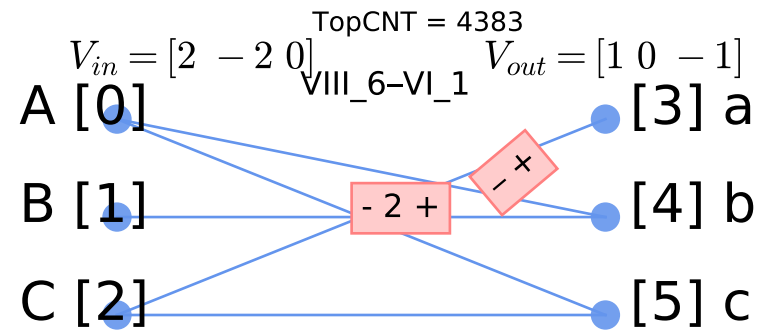 TopCNT = 4383
V_in = [2 −2 0] V_out = [1 0 −1]
VIII_6–VI_1
A [0] [3] a
- +
B [1] - 2 + [4] b
C [2] [5] c